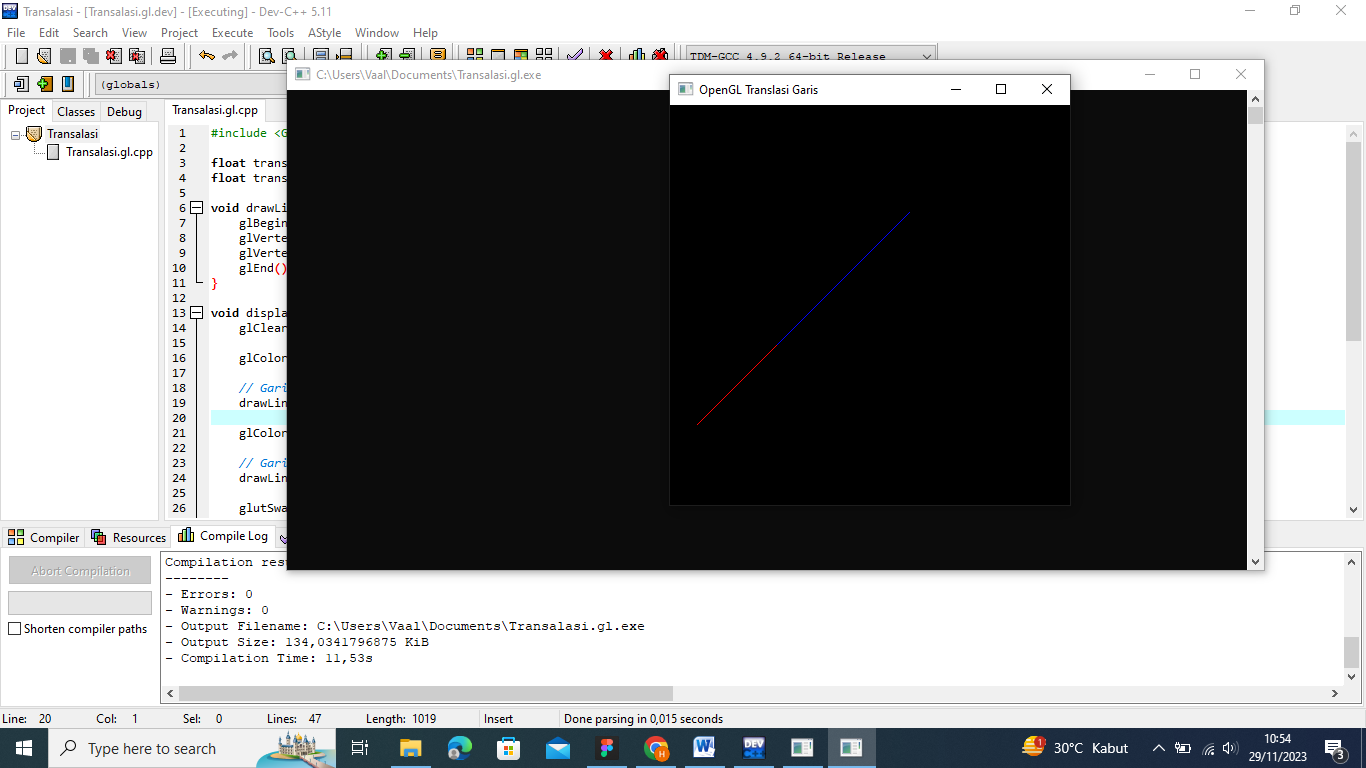 Transalasi - [Transalasi.gl.dev] - [Executing] - Dev-C++ 5.11
File Edit Search View Project Execute Tools AStyle Window Help
TDM-GCC 4.9.2 64-bit Release
(globals)
C:\Users\Vaal\Documents\Transalasi.gl.exe
OpenGL Translasi Garis
Project Classes Debug
Transalasi
Transalasi.gl.cpp
Transalasi.gl.cpp
1 #include <G
2
3 float trans
4 float trans
5
6 void drawLi
7 glBegin
8 glVerte
9 glVerte
10 glEnd()
11 }
12
13 void displa
14 glClear
15
16 glColor
17
18 // Gari
19 drawLin
20
21 glColor
22
23 // Gari
24 drawLin
25
26 glutSwa
Compiler Resources Compile Log
Abort Compilation
Shorten compiler paths
Compilation res
--------
- Errors: 0
- Warnings: 0
- Output Filename: C:\Users\Vaal\Documents\Transalasi.gl.exe
- Output Size: 134,0341796875 KiB
- Compilation Time: 11,53s
Line: 20 Col: 1 Sel: 0 Lines: 47 Length: 1019 Insert Done parsing in 0,015 seconds
Type here to search
DEV
30°C Kabut
10:54
29/11/2023
3